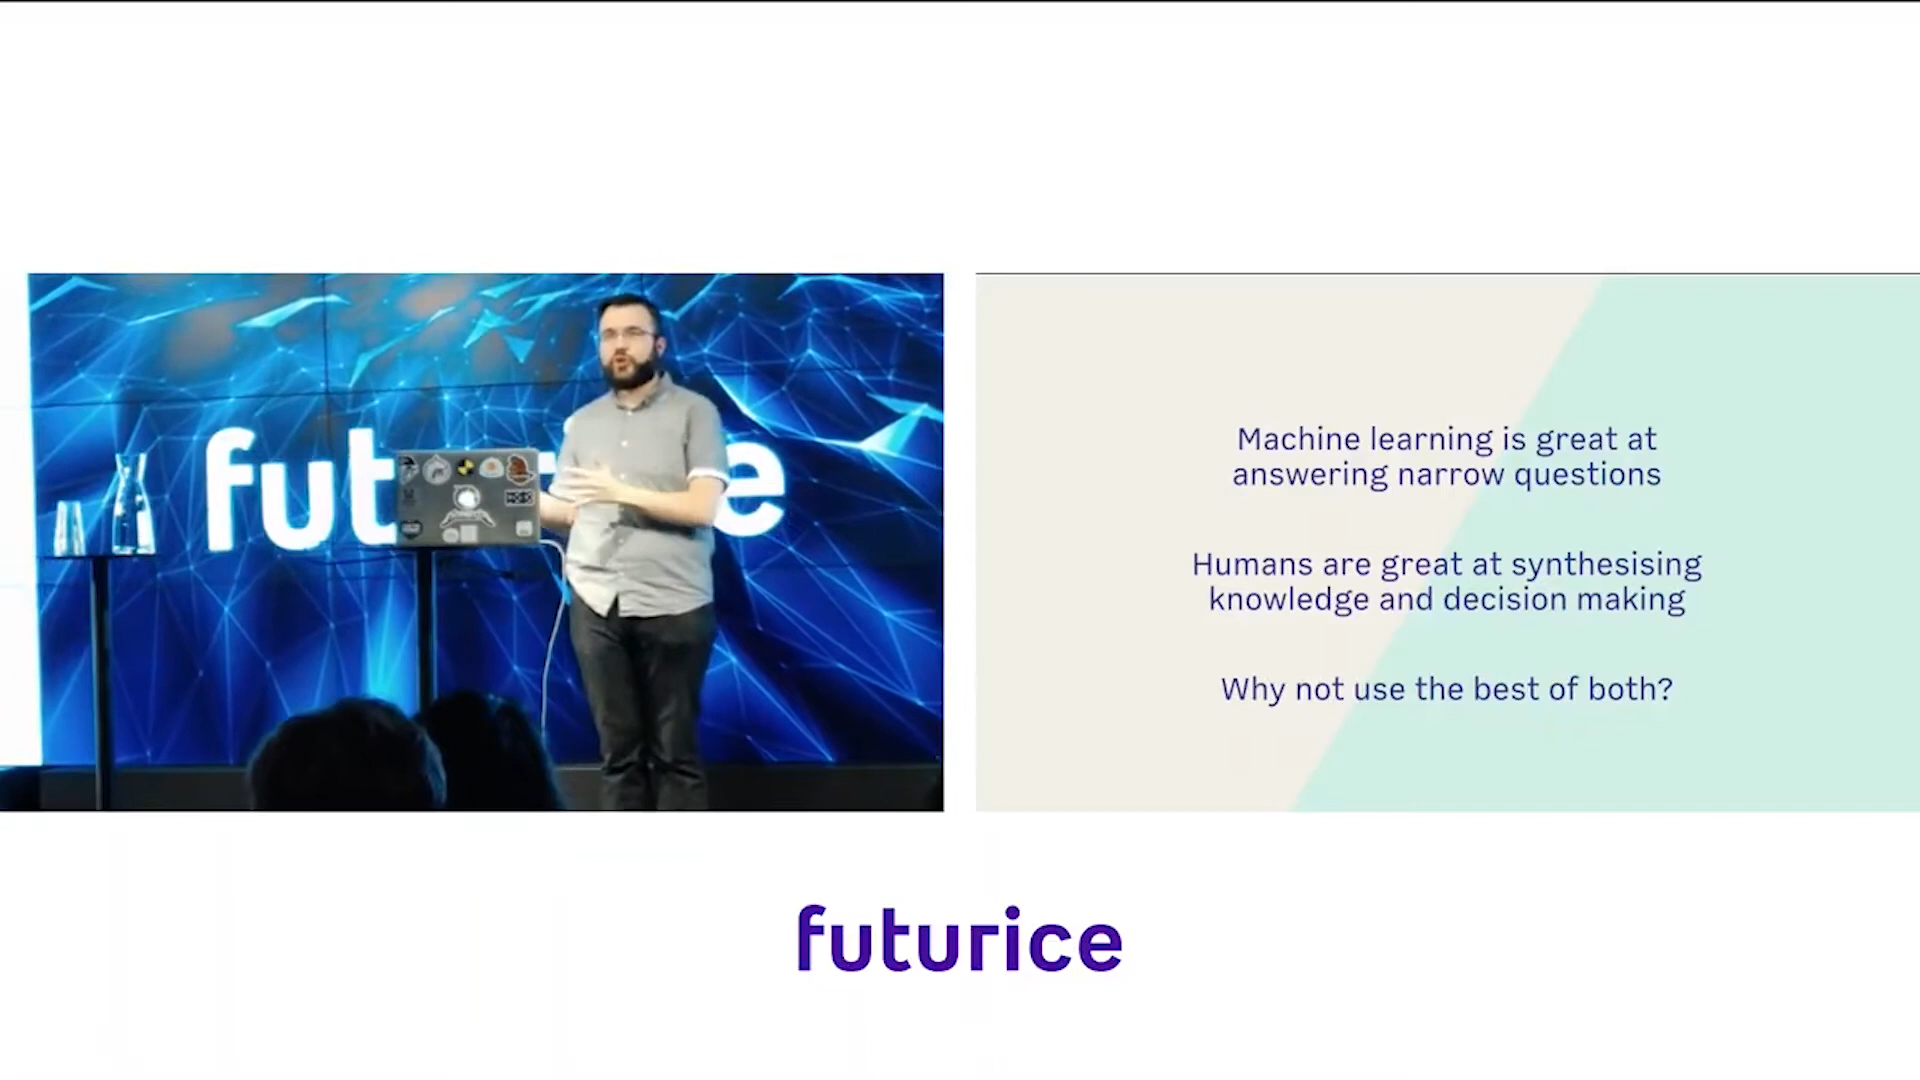 fut
e
Machine learning is great at
answering narrow questions
Humans are great at synthesising
knowledge and decision making
Why not use the best of both?
futurice